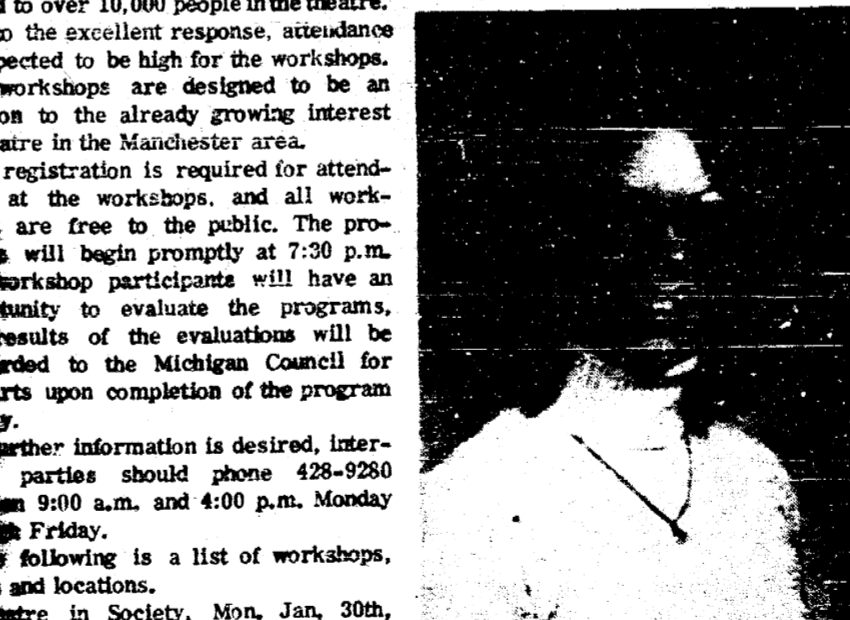 to over 10,000 people in the theatre.
the excellent response, attendance
pected to be high for the workshops.
workshops are designed to be an
on to the already growing interest
atre in the Manchester area.
registration is required for attend-
at the workshops, and all work-
are free to the public. The pro-
will begin promptly at 7:30 p.m.
workshop participants will have an
tunity to evaluate the programs,
results of the evaluations will be
rded to the Michigan Council for
rts upon completion of the program
y.
urther information is desired, inter-
parties should phone 428-9280
9:00 a.m. and 4:00 p.m. Monday
Friday.
following is a list of workshops,
and locations.
in Society, Mon. Jan. 30th,